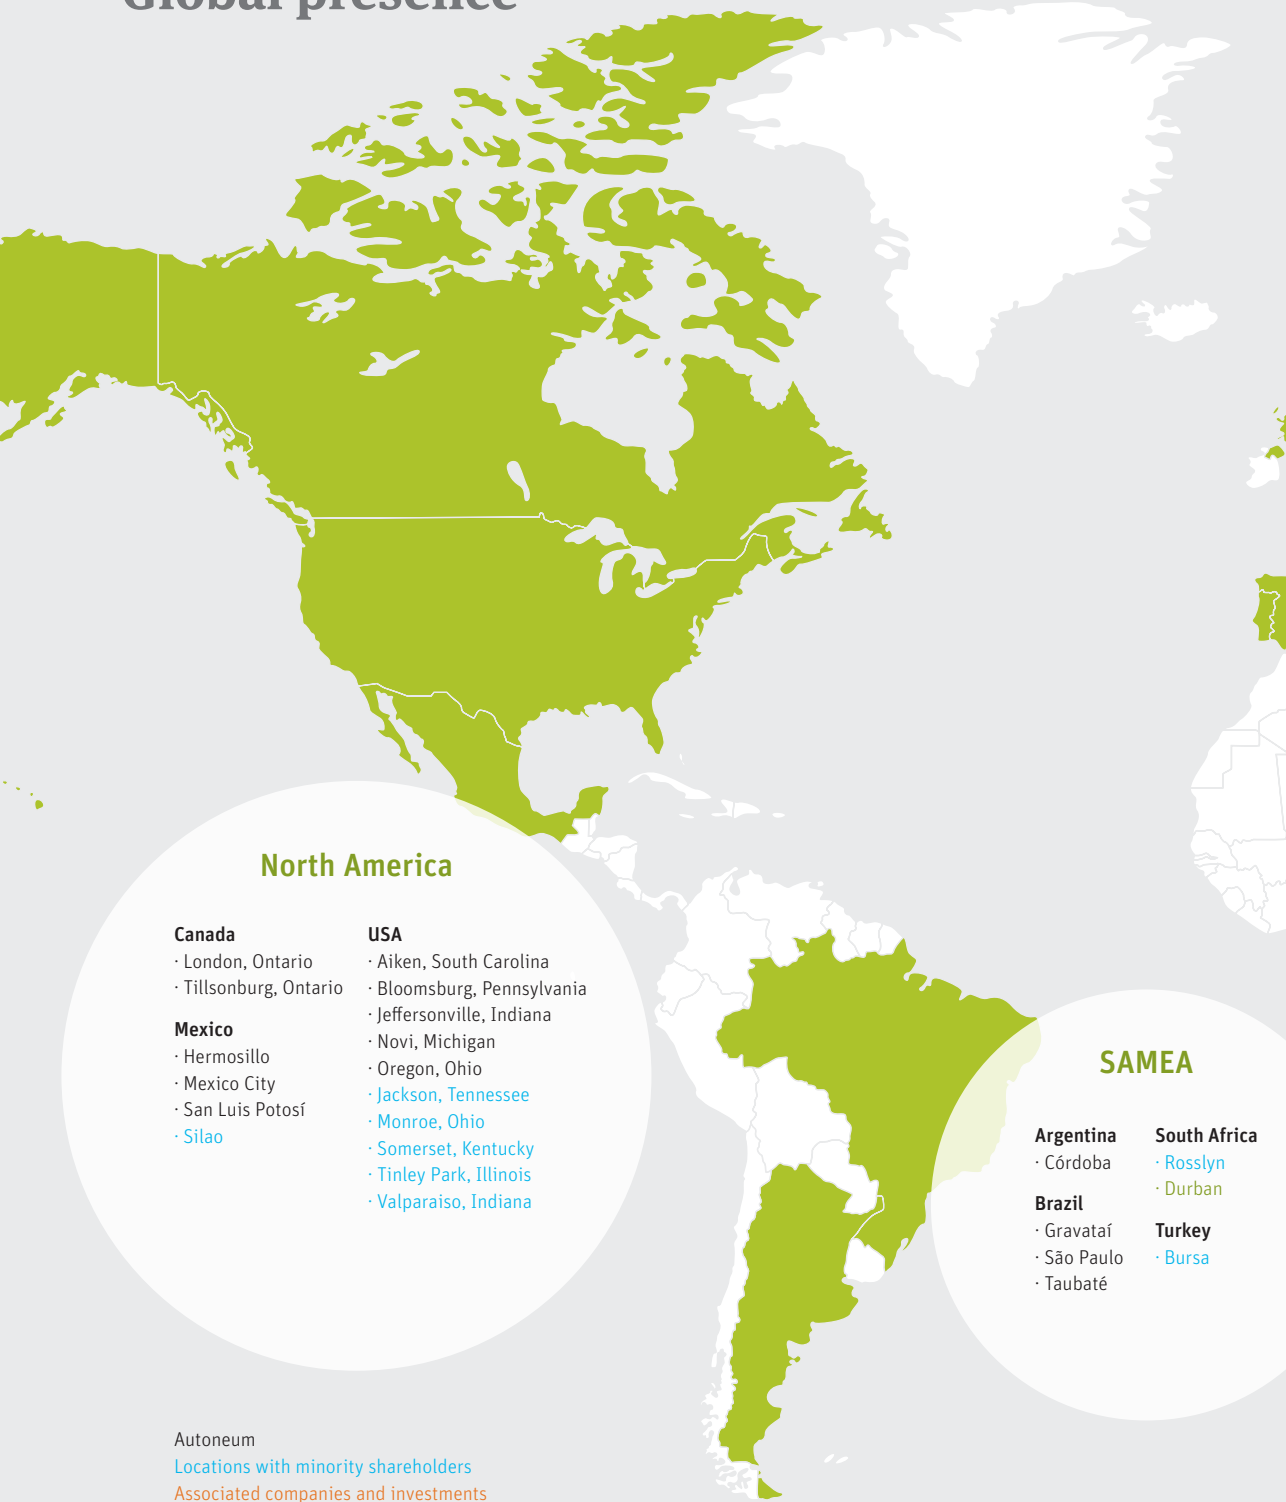 Global presence
North America
Canada
· London, Ontario
· Tillsonburg, Ontario
Mexico
· Hermosillo
· Mexico City
· San Luis Potosí
· Silao
USA
· Aiken, South Carolina
· Bloomsburg, Pennsylvania
· Jeffersonville, Indiana
· Novi, Michigan
· Oregon, Ohio
· Jackson, Tennessee
· Monroe, Ohio
· Somerset, Kentucky
· Tinley Park, Illinois
· Valparaiso, Indiana
SAMEA
Argentina
· Córdoba
Brazil
· Gravataí
· São Paulo
· Taubaté
South Africa
· Rosslyn
· Durban
Turkey
· Bursa
Autoneum
Locations with minority shareholders
Associated companies and investments